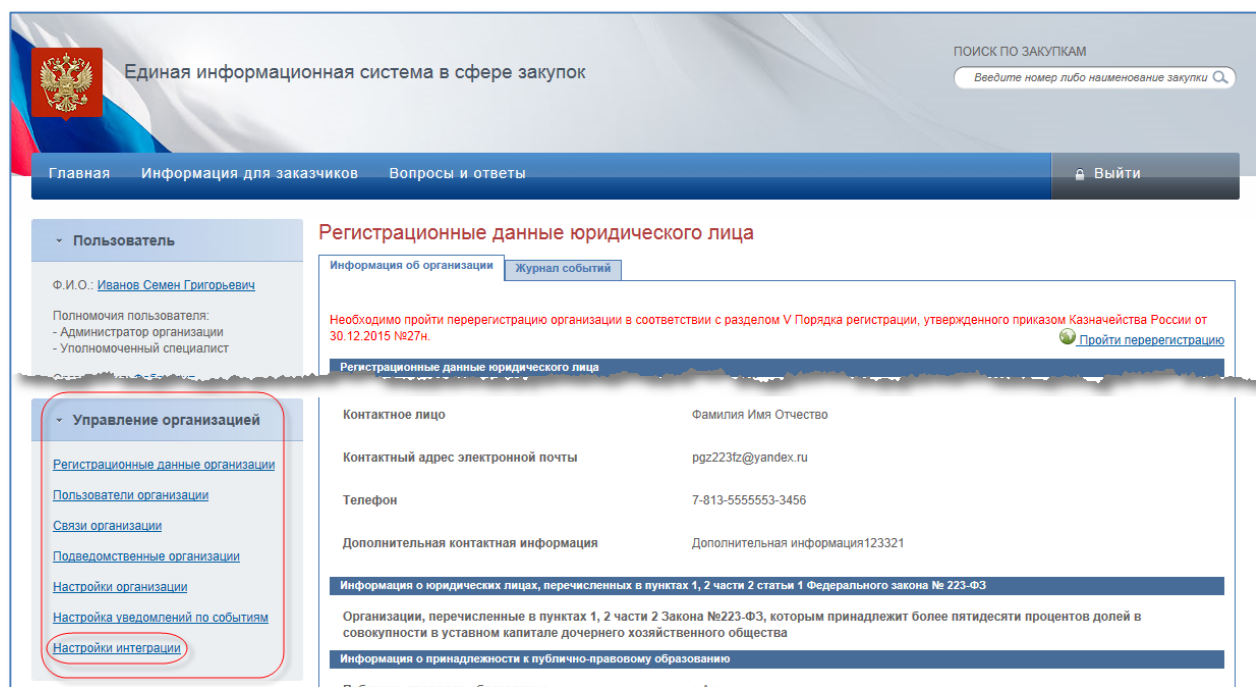 ПОИСК ПО ЗАКУПКАМ
Единая информационная система в сфере закупок
Введите номер либо наименование закупки
Главная Информация для заказчиков Вопросы и ответы Выйти
Пользователь
Ф.И.О.: Иванов Семен Григорьевич
Полномочия пользователя:
- Администратор организации
- Уполномоченный специалист
Управление организацией
Регистрационные данные организации
Пользователи организации
Связи организации
Подведомственные организации
Настройки организации
Настройка уведомлений по событиям
Настройки интеграции
Регистрационные данные юридического лица
Информация об организации Журнал событий
Необходимо пройти перерегистрацию организации в соответствии с разделом V Порядка регистрации, утвержденного приказом Казначейства России от
30.12.2015 №27н.
Пройти перерегистрацию
Регистрационные данные юридического лица
Контактное лицо Фамилия Имя Отчество
Контактный адрес электронной почты pgz223fz@yandex.ru
Телефон 7-813-5555553-3456
Дополнительная контактная информация Дополнительная информация123321
Информация о юридических лицах, перечисленных в пунктах 1, 2 части 2 статьи 1 Федерального закона № 223-ФЗ
Организации, перечисленные в пунктах 1, 2 части 2 Закона №223-ФЗ, которым принадлежит более пятидесяти процентов долей в
совокупности в уставном капитале дочернего хозяйственного общества
Информация о принадлежности к публично-правовому образованию